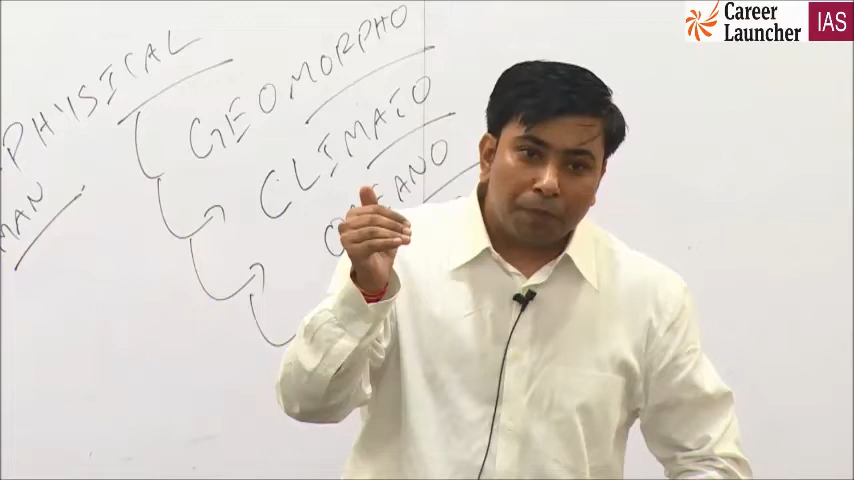 Career
Launcher
IAS
PHYSICAL
GEOMORPHO
CLIMATO
MAN